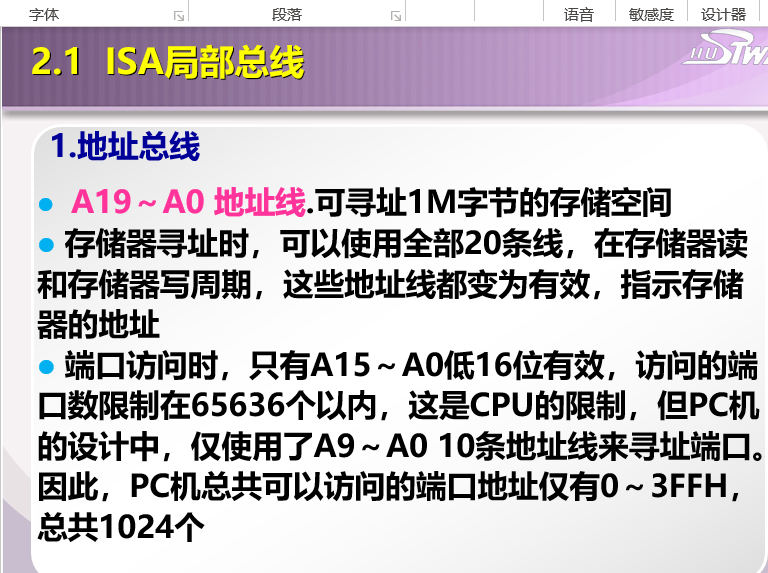 字体 段落 语音 敏感度 设计器
2.1 ISA局部总线
1.地址总线
A19～A0 地址线.可寻址1M字节的存储空间
存储器寻址时，可以使用全部20条线，在存储器读
和存储器写周期，这些地址线都变为有效，指示存储
器的地址
端口访问时，只有A15～A0低16位有效，访问的端
口数限制在65636个以内，这是CPU的限制，但PC机
的设计中，仅使用了A9～A0 10条地址线来寻址端口。
因此，PC机总共可以访问的端口地址仅有0～3FFH，
总共1024个